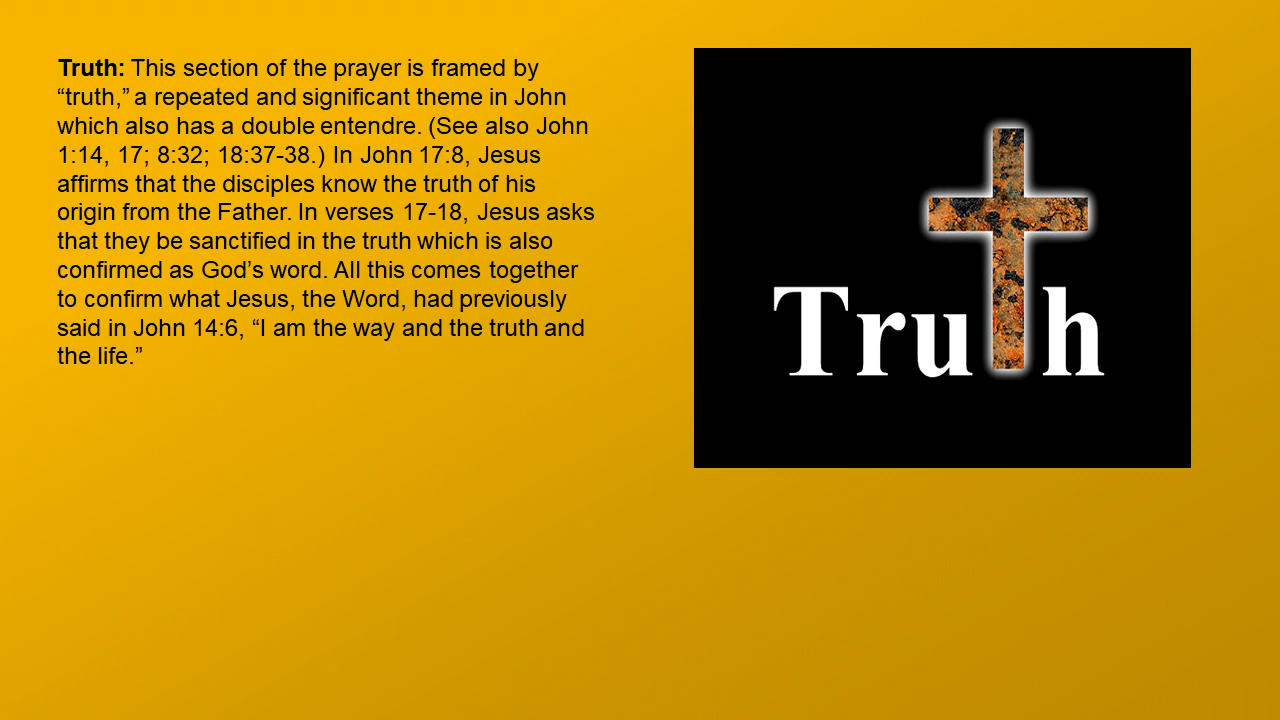 Truth: This section of the prayer is framed by
“truth,” a repeated and significant theme in John
which also has a double entendre. (See also John
1:14, 17; 8:32; 18:37-38.) In John 17:8, Jesus
affirms that the disciples know the truth of his
origin from the Father. In verses 17-18, Jesus asks
that they be sanctified in the truth which is also
confirmed as God’s word. All this comes together
to confirm what Jesus, the Word, had previously
said in John 14:6, “I am the way and the truth and
the life.”
Truth